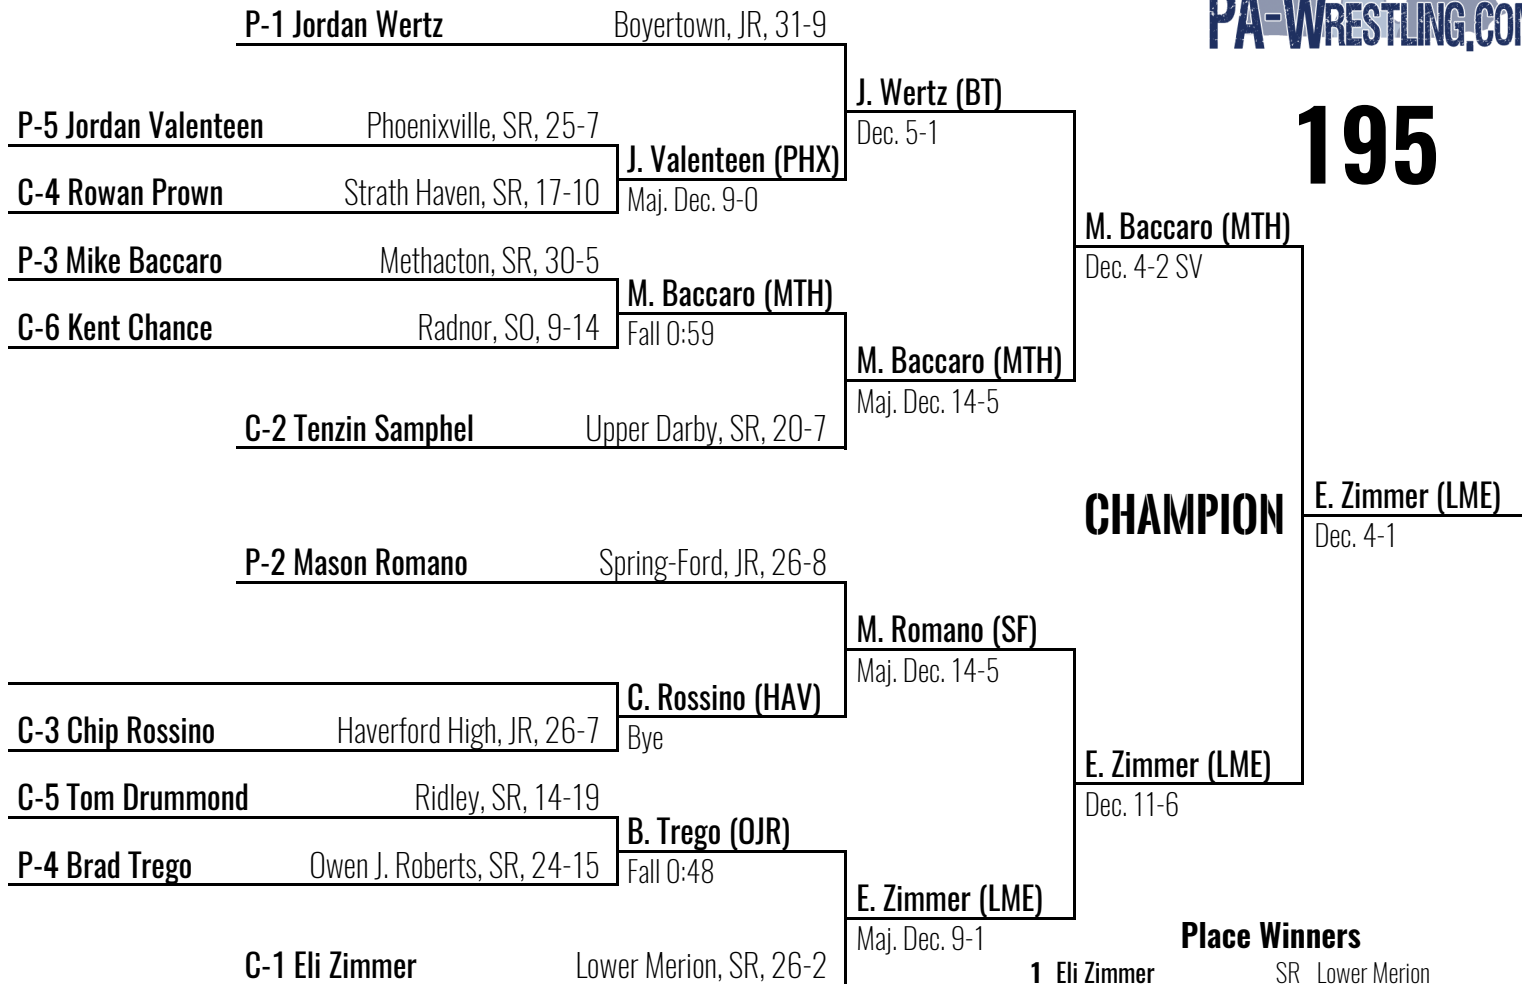 P-1 Jordan Wertz Boyertown, JR, 31-9
PA-WRESTLING.COM
J. Wertz (BT)
Dec. 5-1
195
P-5 Jordan Valenteen Phoenixville, SR, 25-7
J. Valenteen (PHX)
Maj. Dec. 9-0
C-4 Rowan Prown Strath Haven, SR, 17-10
M. Baccaro (MTH)
Dec. 4-2 SV
P-3 Mike Baccaro Methacton, SR, 30-5
M. Baccaro (MTH)
Fall 0:59
C-6 Kent Chance Radnor, SO, 9-14
M. Baccaro (MTH)
Maj. Dec. 14-5
C-2 Tenzin Samphel Upper Darby, SR, 20-7
CHAMPION
E. Zimmer (LME)
Dec. 4-1
P-2 Mason Romano Spring-Ford, JR, 26-8
M. Romano (SF)
Maj. Dec. 14-5
C. Rossino (HAV)
Bye
C-3 Chip Rossino Haverford High, JR, 26-7
E. Zimmer (LME)
Dec. 11-6
C-5 Tom Drummond Ridley, SR, 14-19
B. Trego (OJR)
Fall 0:48
P-4 Brad Trego Owen J. Roberts, SR, 24-15
E. Zimmer (LME)
Maj. Dec. 9-1
C-1 Eli Zimmer Lower Merion, SR, 26-2
Place Winners
1 Eli Zimmer SR Lower Merion